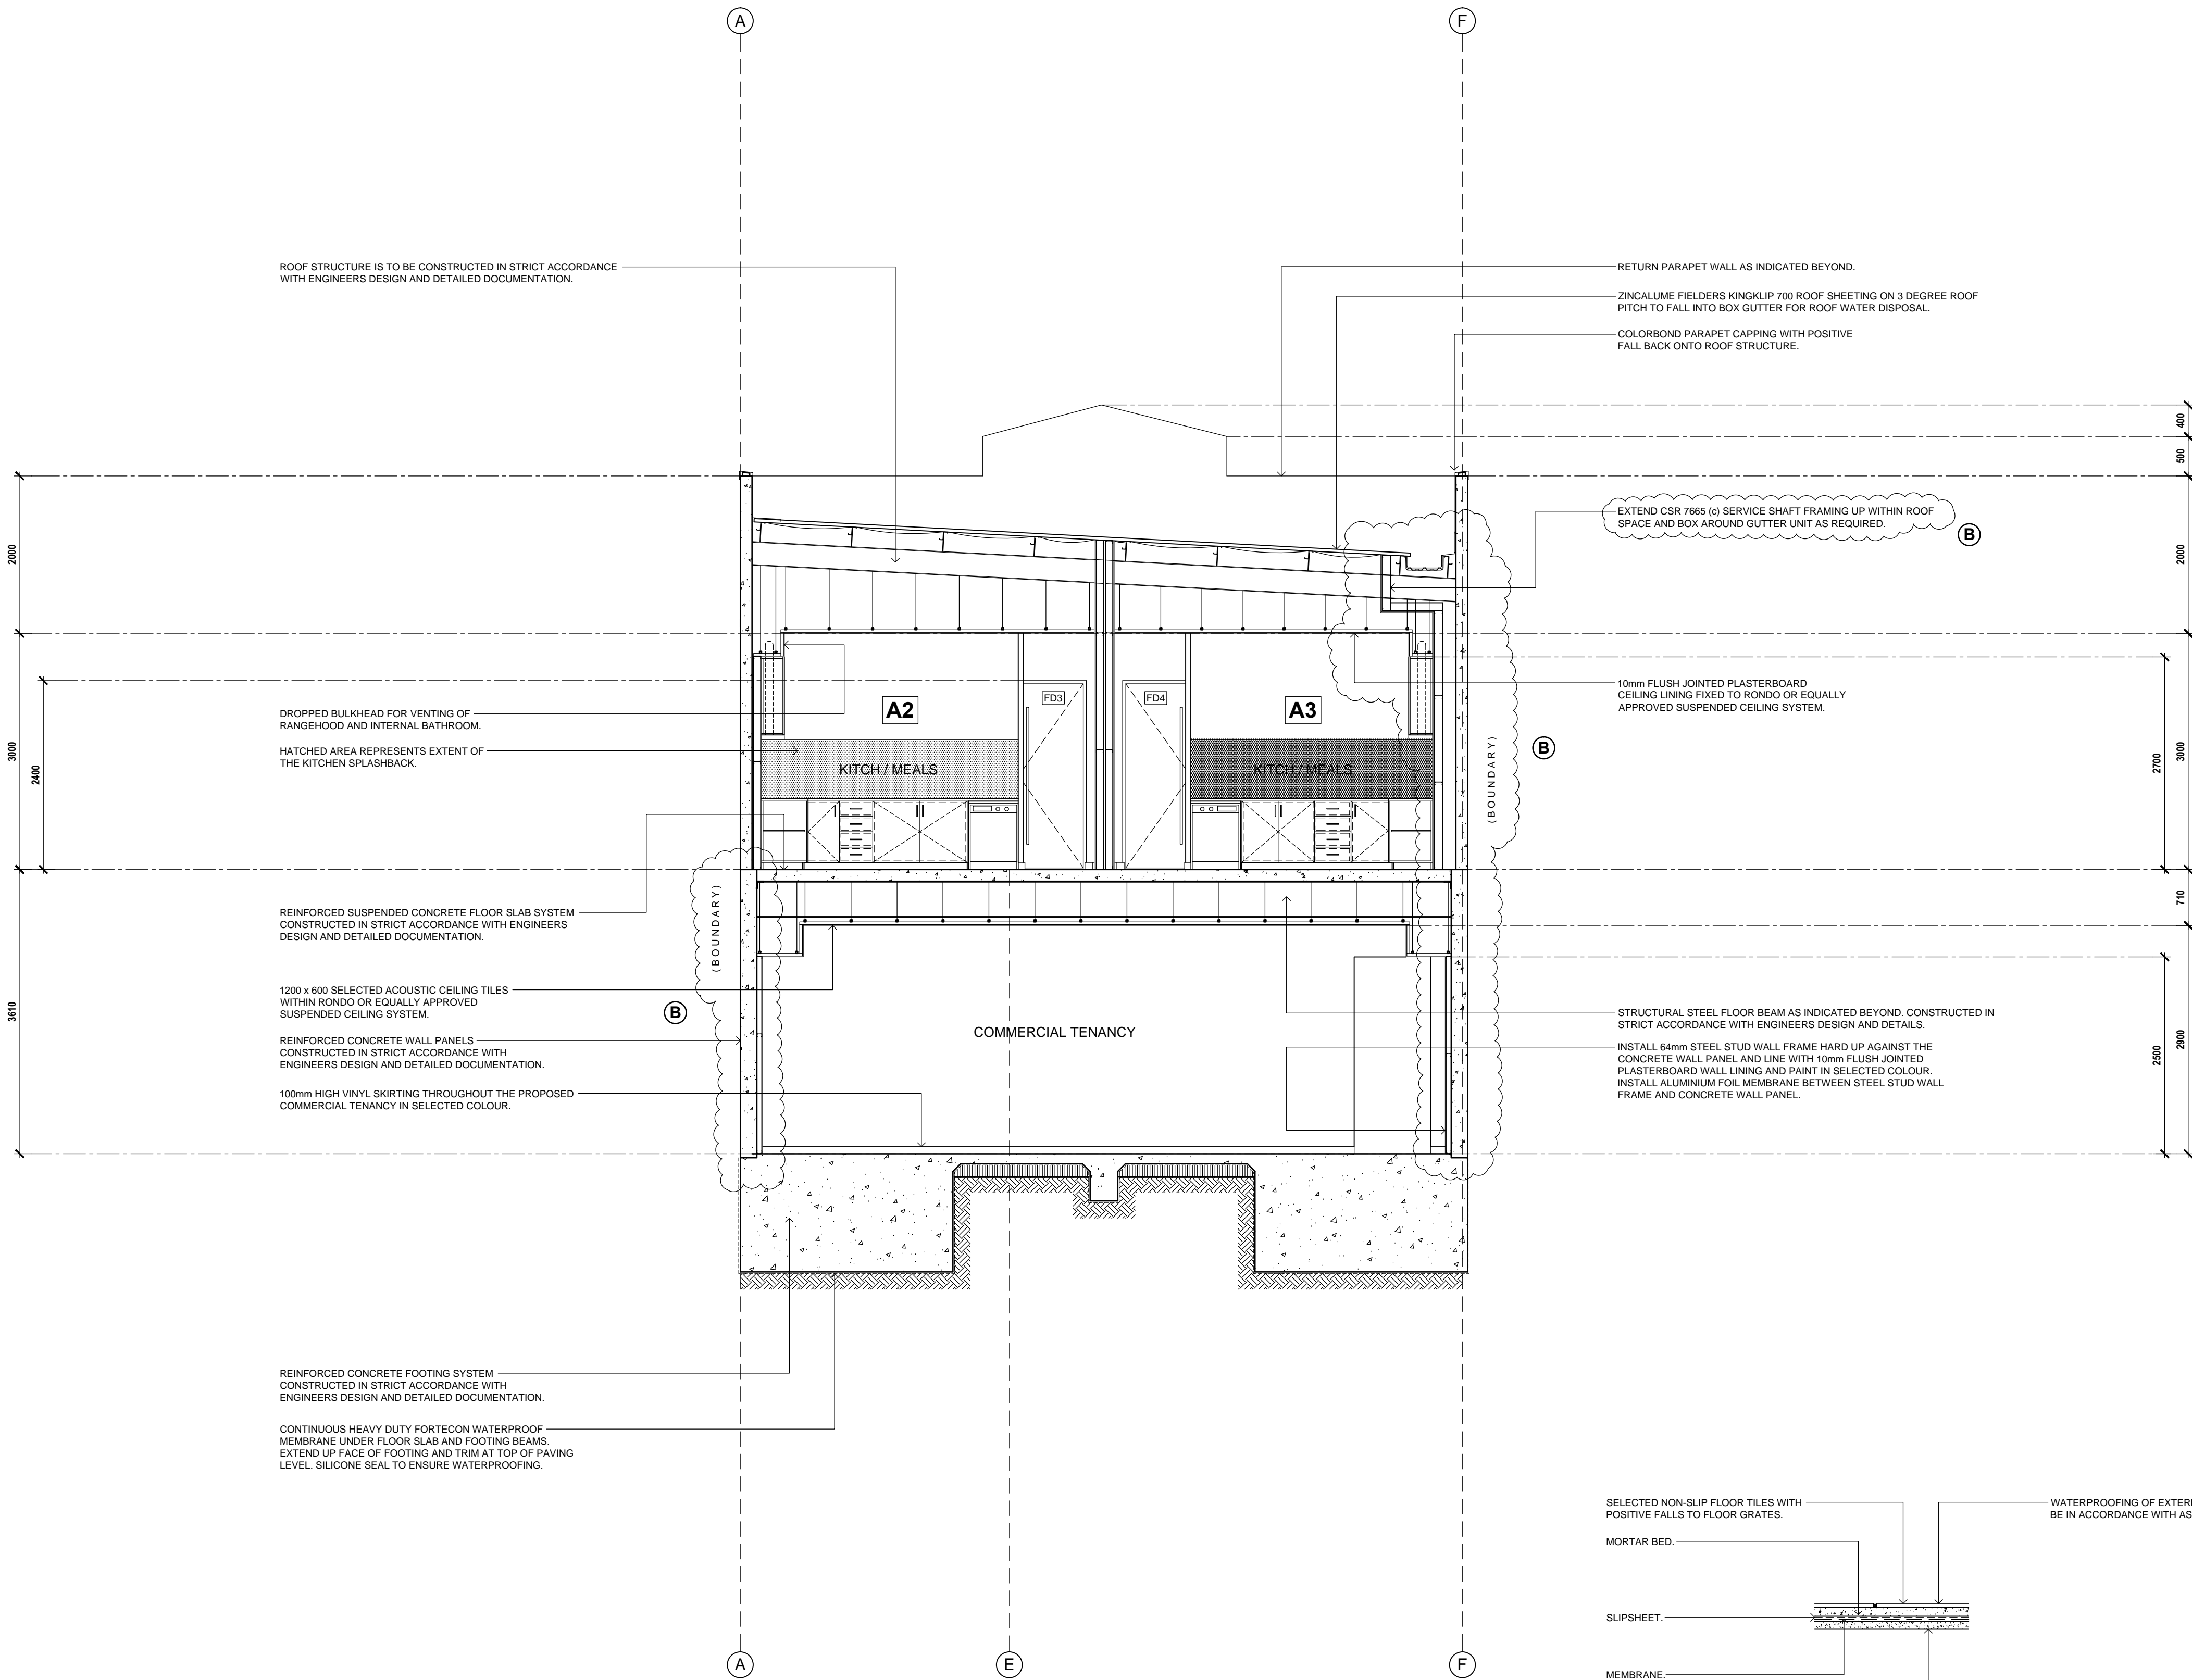 A
F
ROOF STRUCTURE IS TO BE CONSTRUCTED IN STRICT ACCORDANCE
WITH ENGINEERS DESIGN AND DETAILED DOCUMENTATION.
RETURN PARAPET WALL AS INDICATED BEYOND.
ZINCALUME FIELDERS KINGKLIP 700 ROOF SHEETING ON 3 DEGREE ROOF
PITCH TO FALL INTO BOX GUTTER FOR ROOF WATER DISPOSAL.
COLORBOND PARAPET CAPPING WITH POSITIVE
FALL BACK ONTO ROOF STRUCTURE.
400
500
EXTEND CSR 7665 (c) SERVICE SHAFT FRAMING UP WITHIN ROOF
SPACE AND BOX AROUND GUTTER UNIT AS REQUIRED.
B
2000
2000
10mm FLUSH JOINTED PLASTERBOARD
CEILING LINING FIXED TO RONDO OR EQUALLY
APPROVED SUSPENDED CEILING SYSTEM.
FD3
FD4
A2
A3
DROPPED BULKHEAD FOR VENTING OF
RANGEHOOD AND INTERNAL BATHROOM.
HATCHED AREA REPRESENTS EXTENT OF
THE KITCHEN SPLASHBACK.
KITCH / MEALS
KITCH / MEALS
(BOUNDARY)
B
3000
2400
2700
3000
REINFORCED SUSPENDED CONCRETE FLOOR SLAB SYSTEM
CONSTRUCTED IN STRICT ACCORDANCE WITH ENGINEERS
DESIGN AND DETAILED DOCUMENTATION.
(BOUNDARY)
710
1200 x 600 SELECTED ACOUSTIC CEILING TILES
WITHIN RONDO OR EQUALLY APPROVED
SUSPENDED CEILING SYSTEM.
B
3610
REINFORCED CONCRETE WALL PANELS
CONSTRUCTED IN STRICT ACCORDANCE WITH
ENGINEERS DESIGN AND DETAILED DOCUMENTATION.
COMMERCIAL TENANCY
STRUCTURAL STEEL FLOOR BEAM AS INDICATED BEYOND. CONSTRUCTED IN
STRICT ACCORDANCE WITH ENGINEERS DESIGN AND DETAILS.
INSTALL 64mm STEEL STUD WALL FRAME HARD UP AGAINST THE
CONCRETE WALL PANEL AND LINE WITH 10mm FLUSH JOINTED
PLASTERBOARD WALL LINING AND PAINT IN SELECTED COLOUR.
INSTALL ALUMINIUM FOIL MEMBRANE BETWEEN STEEL STUD WALL
FRAME AND CONCRETE WALL PANEL.
2500
2900
100mm HIGH VINYL SKIRTING THROUGHOUT THE PROPOSED
COMMERCIAL TENANCY IN SELECTED COLOUR.
REINFORCED CONCRETE FOOTING SYSTEM
CONSTRUCTED IN STRICT ACCORDANCE WITH
ENGINEERS DESIGN AND DETAILED DOCUMENTATION.
CONTINUOUS HEAVY DUTY FORTECON WATERPROOF
MEMBRANE UNDER FLOOR SLAB AND FOOTING BEAMS.
EXTEND UP FACE OF FOOTING AND TRIM AT TOP OF PAVING
LEVEL. SILICONE SEAL TO ENSURE WATERPROOFING.
SELECTED NON-SLIP FLOOR TILES WITH
POSITIVE FALLS TO FLOOR GRATES.
WATERPROOFING OF
BE IN ACCORDANCE WITH AS
MORTAR BED.
SLIPSHEET.
MEMBRANE.
A
E
F